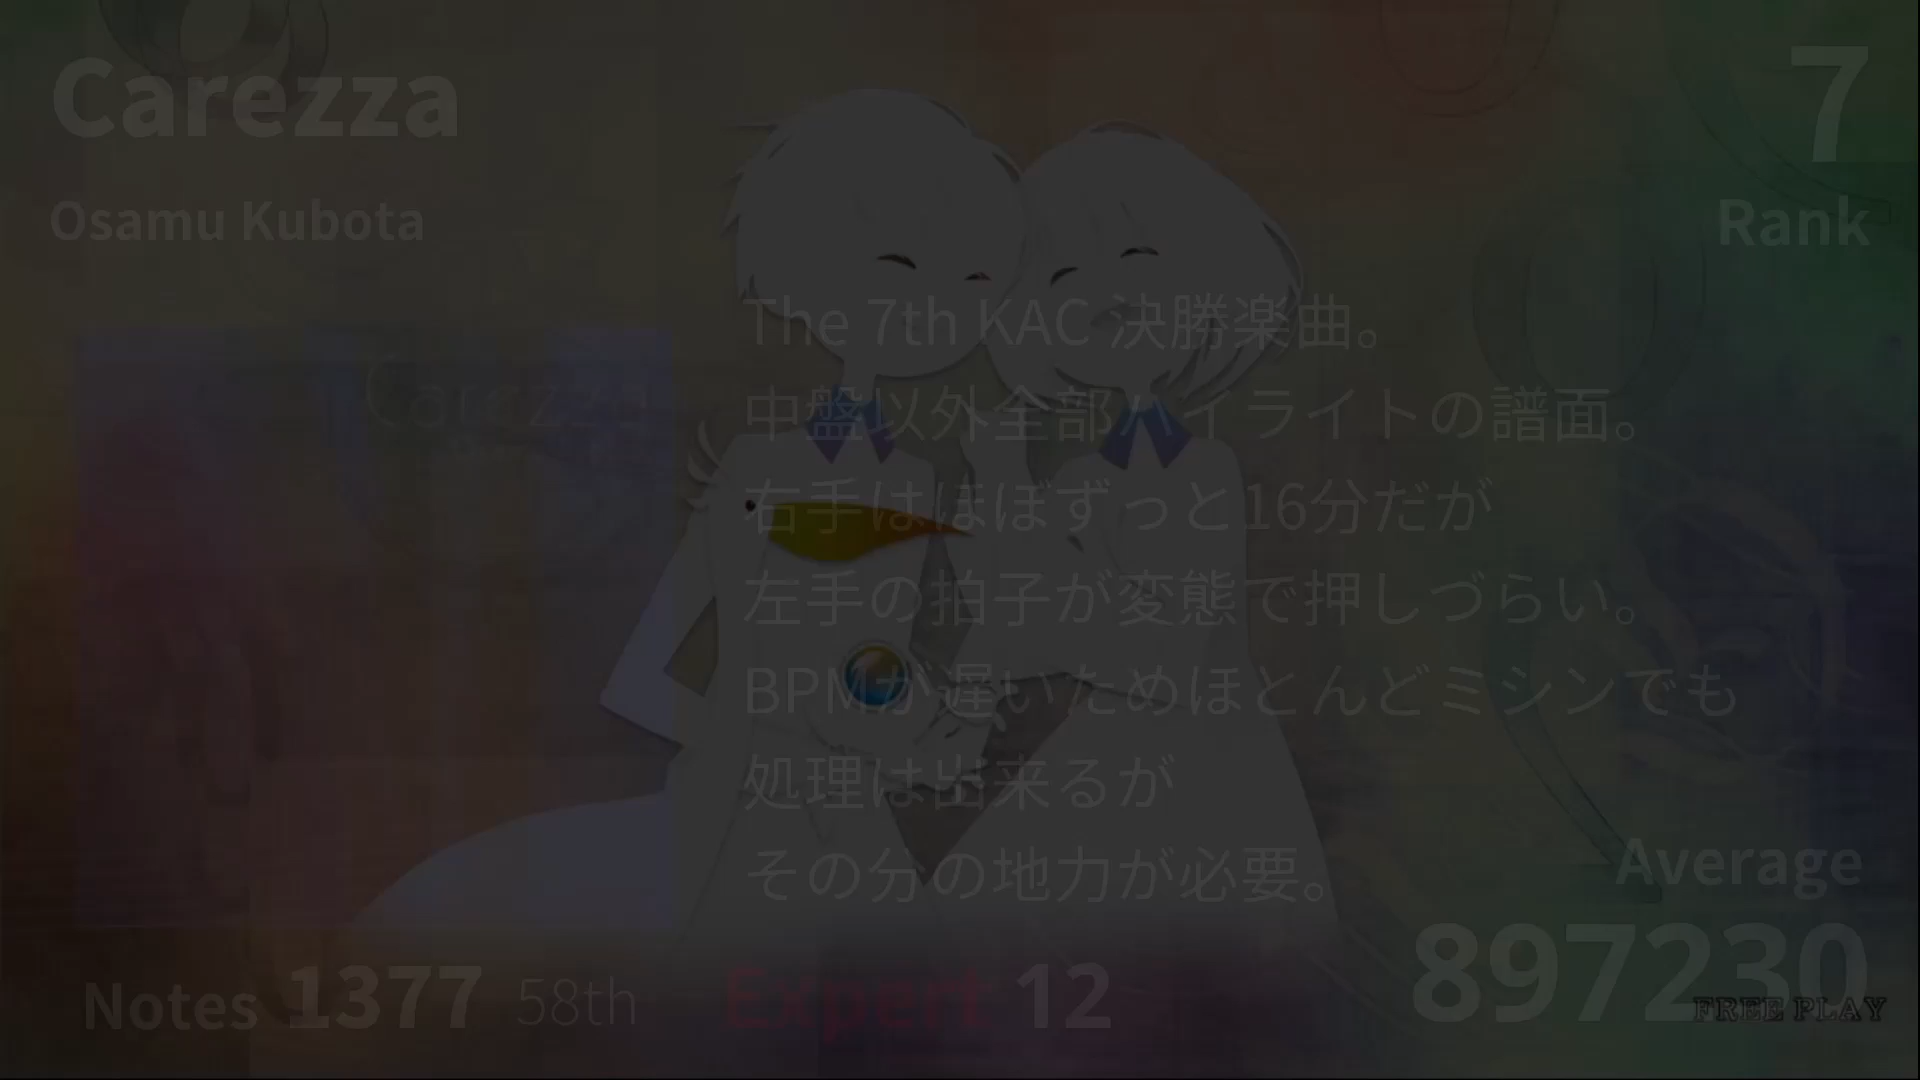 Carezza
7
Osamu Kubota
Rank
The 7th KAC 決勝楽曲。
Carezza
中盤以外全部ハイライトの譜面。
右手はほぼずっと16分だが
左手の拍子が変態で押しづらい。
BPMが遅いためほとんどミシンでも
処理は出来るが
その分の地力が必要。
Average
897230
Notes 1377 58th Expert 12
FREE PLAY